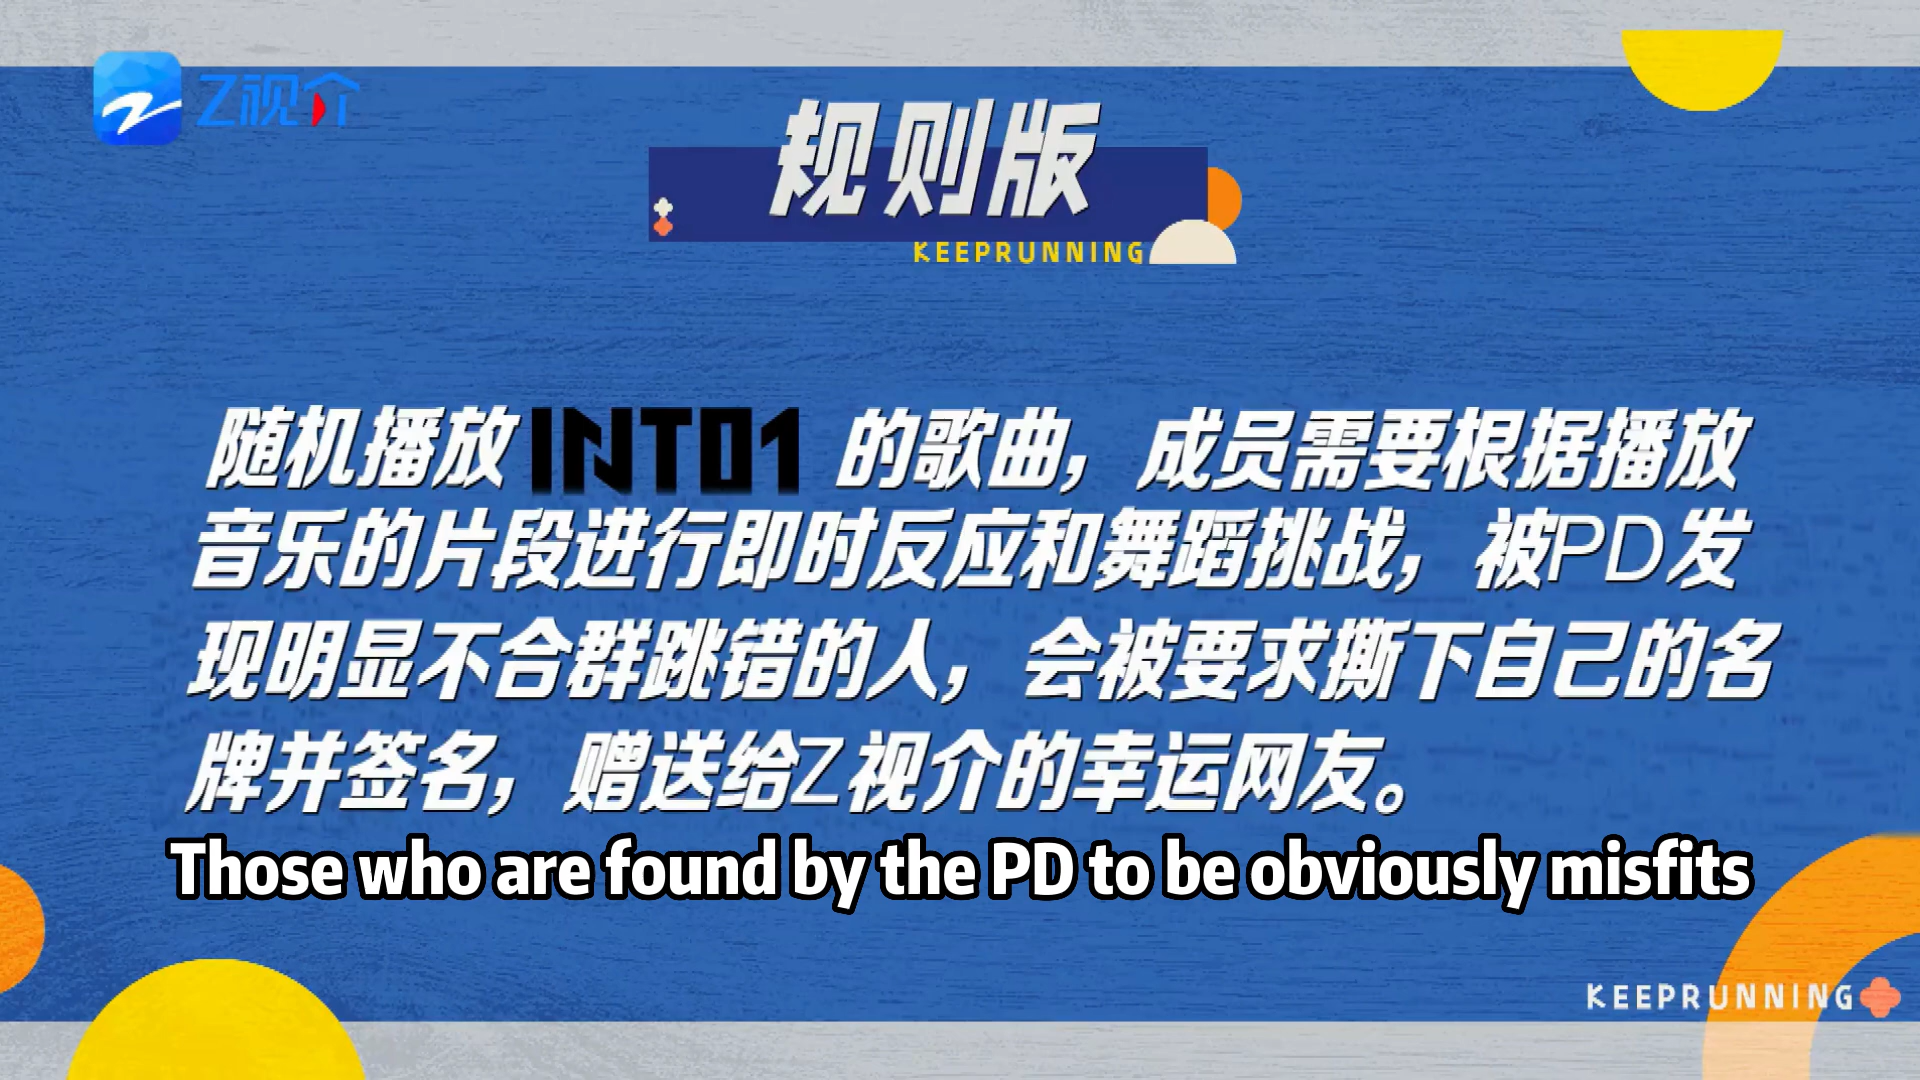 Z视介
规则版
KEEPRUNNING
随机播放INTO1的歌曲，成员需要根据播放
音乐的片段进行即时反应和舞蹈挑战，被PD发
现明显不合群跳错的人，会被要求撕下自己的名
牌并签名，赠送给Z视介的幸运网友。
Those who are found by the PD to be obviously misfits
KEEPRUNNING